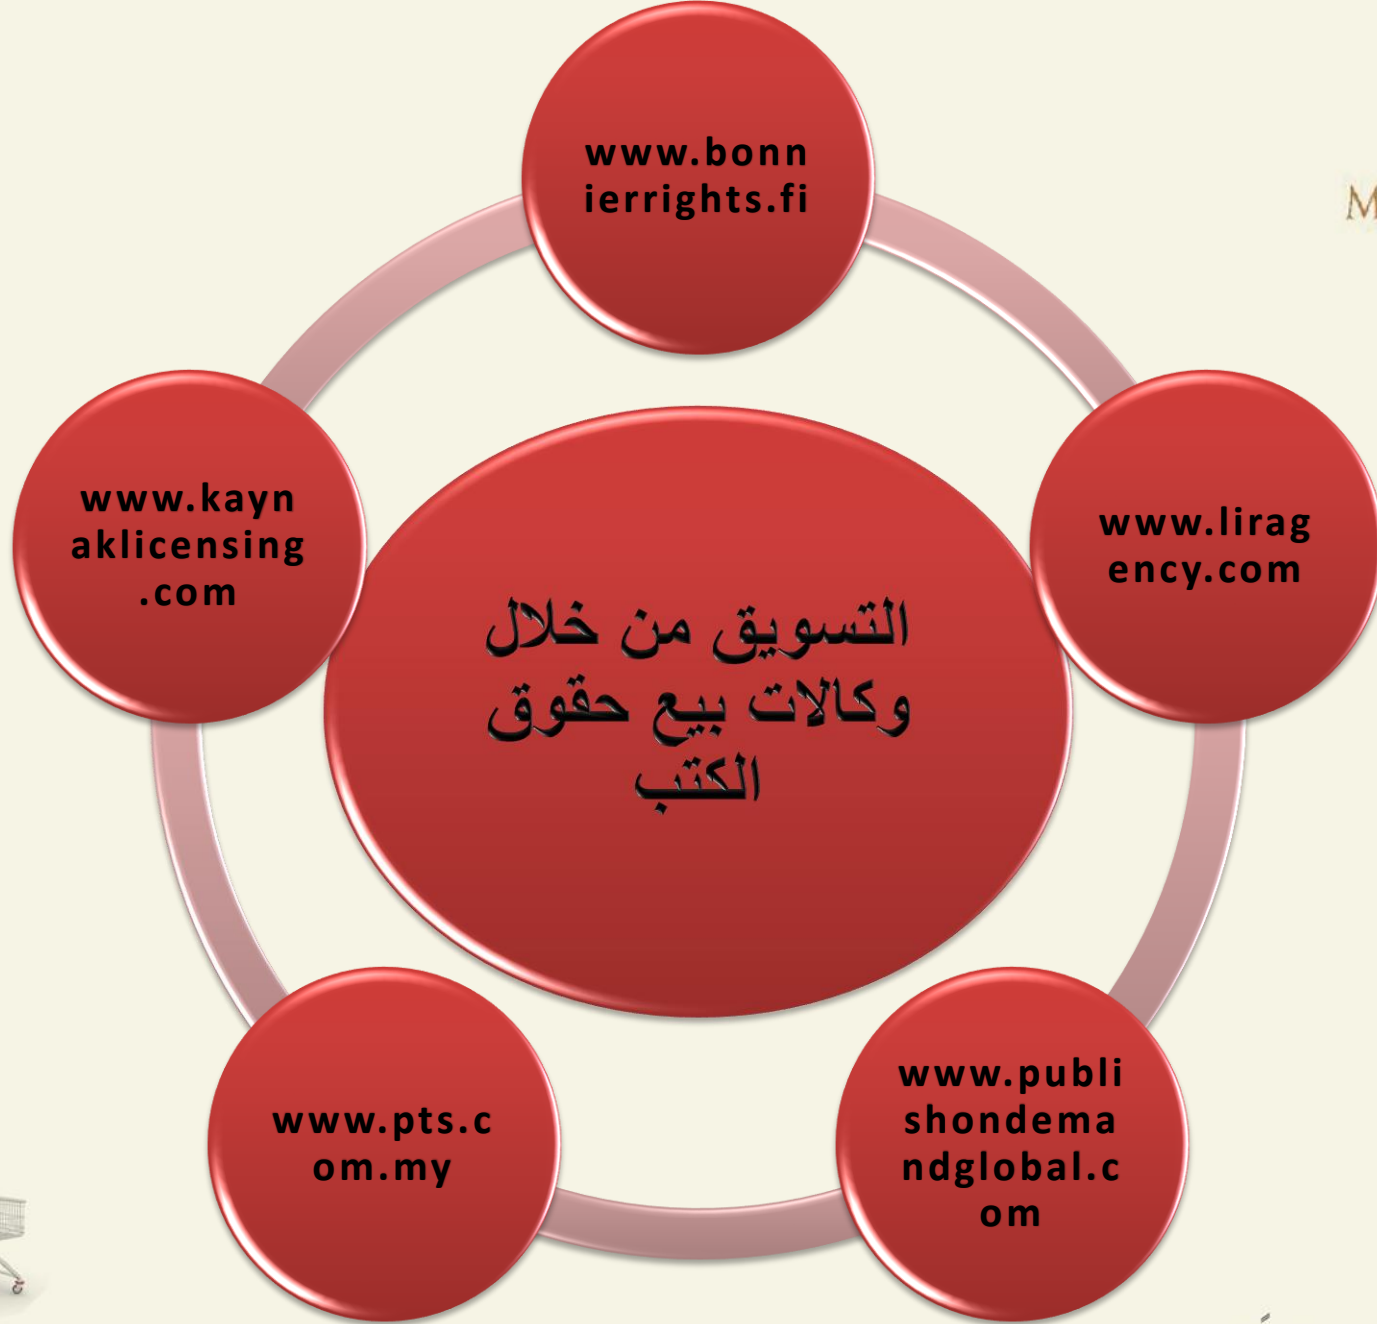 www.bonn
ierrights.fi
M
www.kayn
aklicensing
.com
www.lirag
ency.com
التسويق من خلال
وكالات بيع حقوق
الكتب
www.pts.c
om.my
www.publi
shondema
ndglobal.c
om